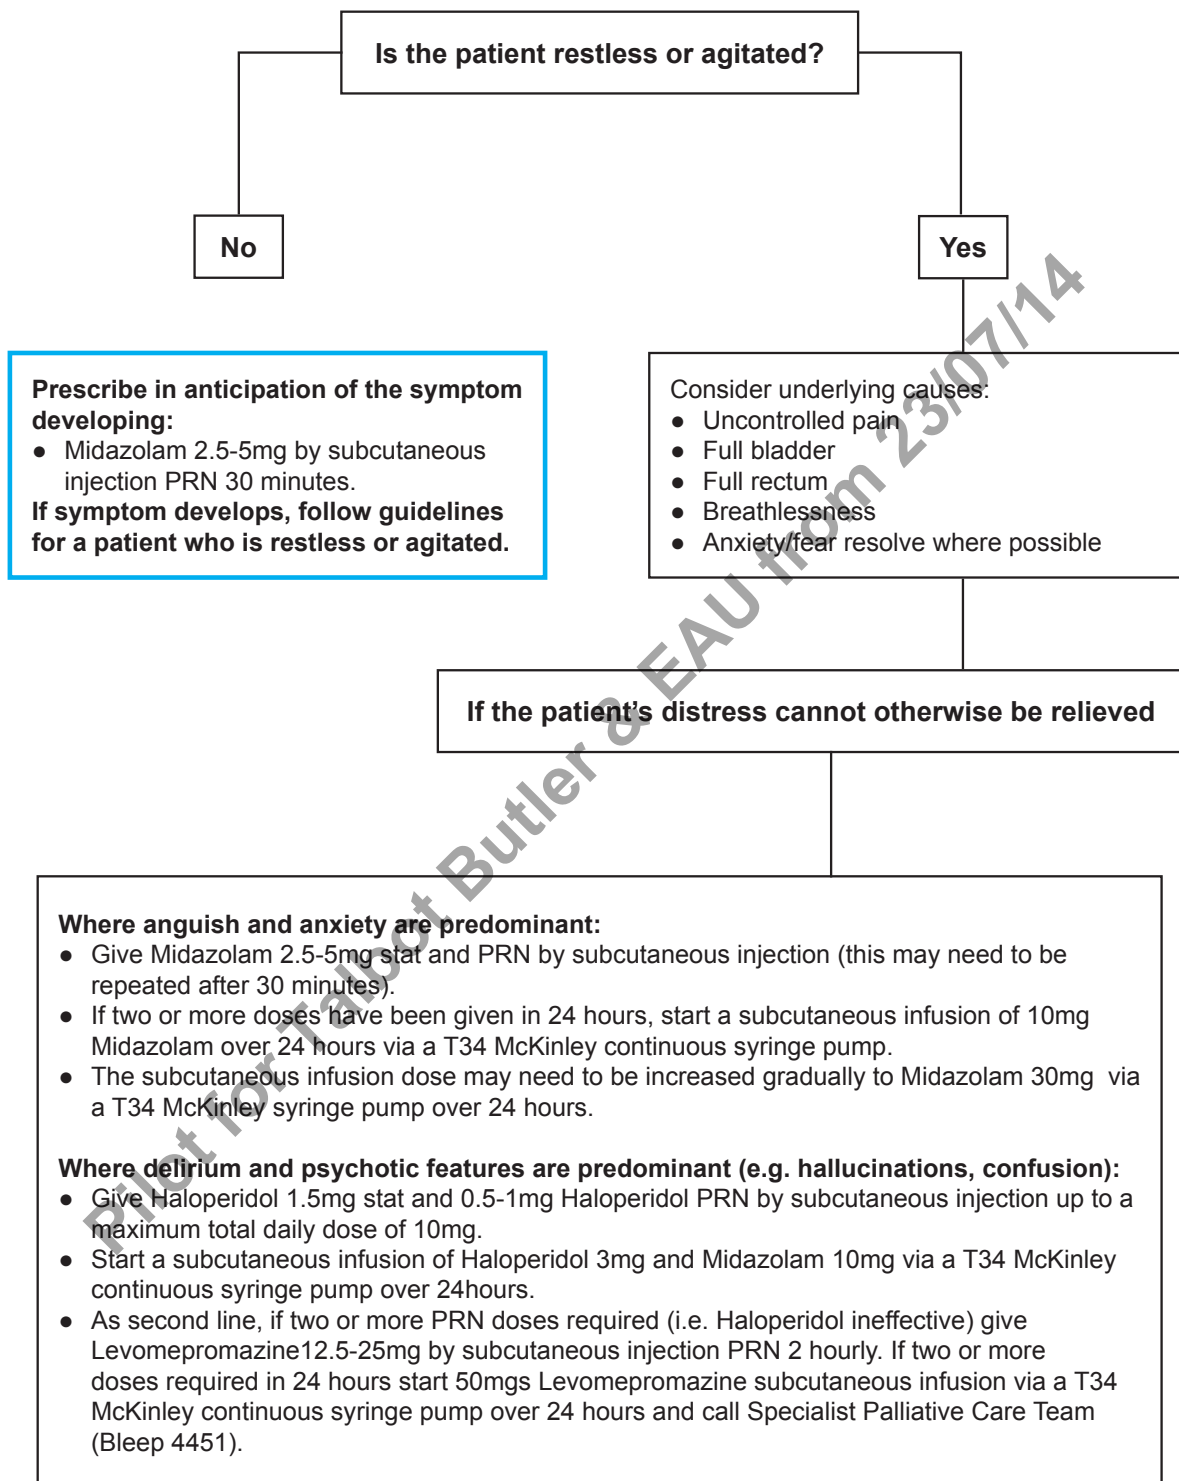 Is the patient restless or agitated?
No
Yes
Prescribe in anticipation of the symptom
developing:
● Midazolam 2.5-5mg by subcutaneous
injection PRN 30 minutes.
If symptom develops, follow guidelines
for a patient who is restless or agitated.
Consider underlying causes:
● Uncontrolled pain
● Full bladder
● Full rectum
● Breathlessness
● Anxiety/fear resolve where possible
If the patient's distress cannot otherwise be relieved
Where anguish and anxiety are predominant:
● Give Midazolam 2.5-5mg stat and PRN by subcutaneous injection (this may need to be
repeated after 30 minutes).
● If two or more doses have been given in 24 hours, start a subcutaneous infusion of 10mg
Midazolam over 24 hours via a T34 McKinley continuous syringe pump.
● The subcutaneous infusion dose may need to be increased gradually to Midazolam 30mg via
a T34 McKinley syringe pump over 24 hours.
Where delirium and psychotic features are predominant (e.g. hallucinations, confusion):
● Give Haloperidol 1.5mg stat and 0.5-1mg Haloperidol PRN by subcutaneous injection up to a
maximum total daily dose of 10mg.
● Start a subcutaneous infusion of Haloperidol 3mg and Midazolam 10mg via a T34 McKinley
continuous syringe pump over 24hours.
● As second line, if two or more PRN doses required (i.e. Haloperidol ineffective) give
Levomepromazine12.5-25mg by subcutaneous injection PRN 2 hourly. If two or more
doses required in 24 hours start 50mgs Levomepromazine subcutaneous infusion via a T34
McKinley continuous syringe pump over 24 hours and call Specialist Palliative Care Team
(Bleep 4451).
Pilot for Talbot Butler & EAU from 23/07/14